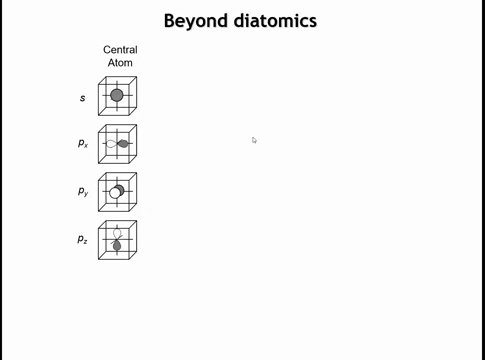 Beyond diatomics
Central
Atom
s
px
py
pz